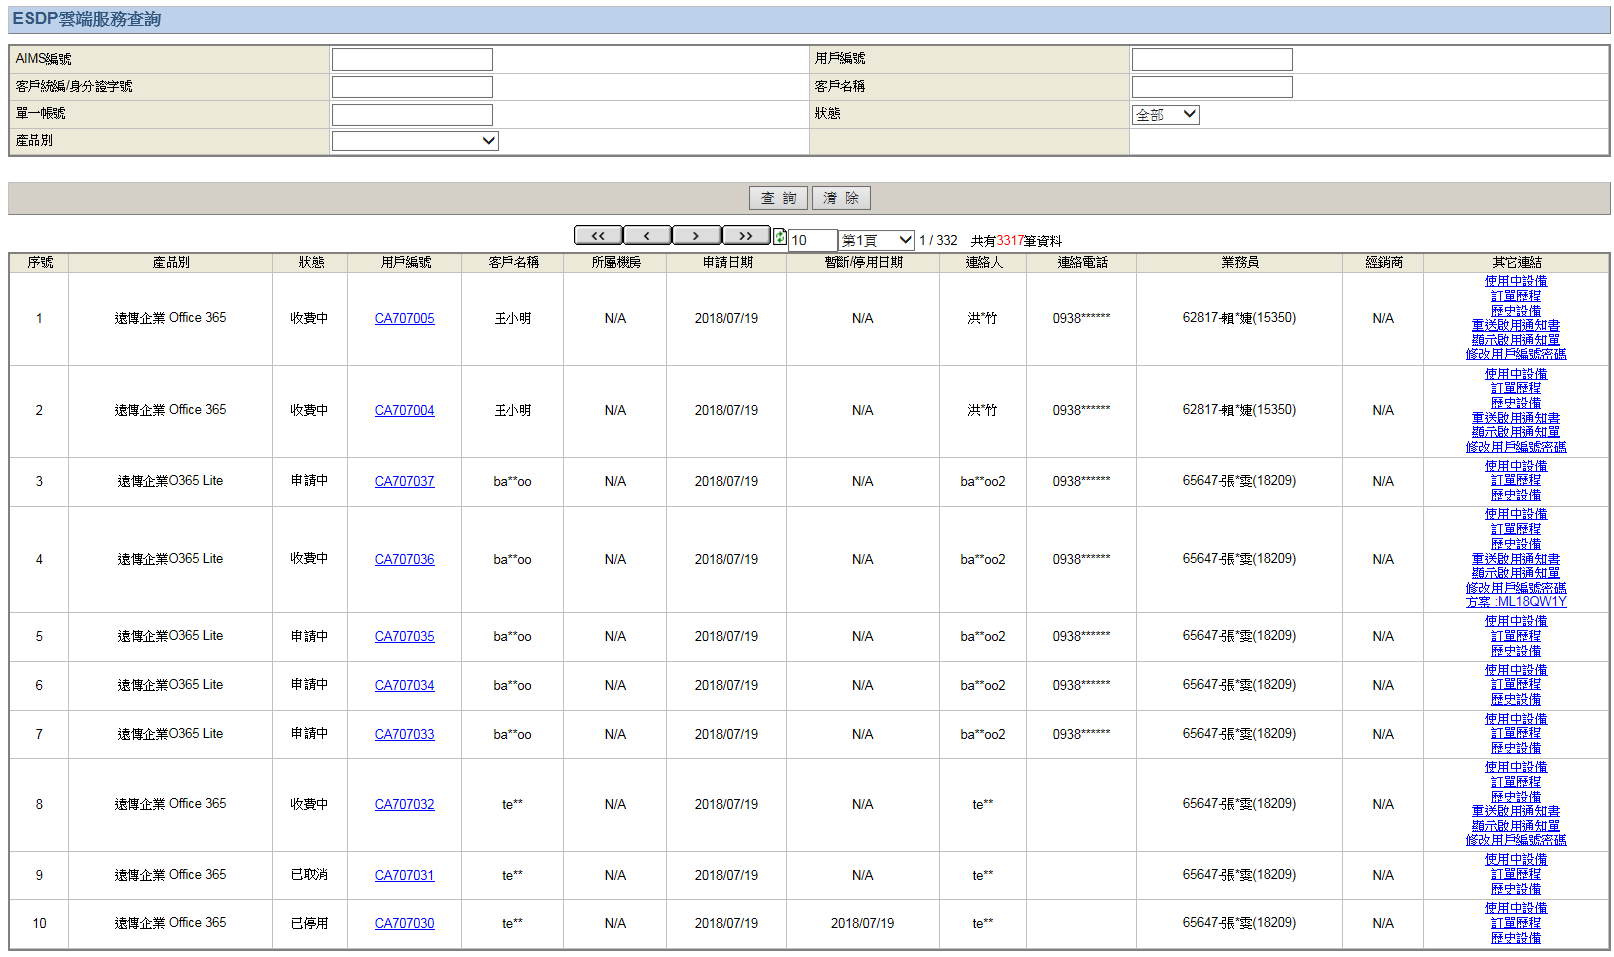 ESDP雲端服務查詢
AIMS編號 用戶編號
客戶統編/身分證字號 客戶名稱
單一帳號 狀態 全部
產品別
查 詢 清 除
<< < > >> 10 第1頁 1 / 332 共有3317筆資料
序號 產品別 狀態 用戶編號 客戶名稱 所屬機房 申請日期 暫斷/停用日期 連絡人 連絡電話 業務員 經銷商 其它連結
1 遠傳企業 Office 365 收費中 CA707005 王小明 N/A 2018/07/19 N/A 洪*竹 0938****** 62817-賴*婕(15350) N/A
使用中設備
訂單歷程
歷史設備
重送啟用通知書
顯示啟用通知單
修改用戶編號密碼
2 遠傳企業 Office 365 收費中 CA707004 王小明 N/A 2018/07/19 N/A 洪*竹 0938****** 62817-賴*婕(15350) N/A
使用中設備
訂單歷程
歷史設備
重送啟用通知書
顯示啟用通知單
修改用戶編號密碼
3 遠傳企業O365 Lite 申請中 CA707037 ba**oo N/A 2018/07/19 N/A ba**oo2 0938****** 65647-張*雯(18209) N/A
使用中設備
訂單歷程
歷史設備
4 遠傳企業O365 Lite 收費中 CA707036 ba**oo N/A 2018/07/19 N/A ba**oo2 0938****** 65647-張*雯(18209) N/A
使用中設備
訂單歷程
歷史設備
重送啟用通知書
顯示啟用通知單
修改用戶編號密碼
方案 :ML18QW1Y
5 遠傳企業O365 Lite 申請中 CA707035 ba**oo N/A 2018/07/19 N/A ba**oo2 0938****** 65647-張*雯(18209) N/A
使用中設備
訂單歷程
歷史設備
6 遠傳企業O365 Lite 申請中 CA707034 ba**oo N/A 2018/07/19 N/A ba**oo2 0938****** 65647-張*雯(18209) N/A
使用中設備
訂單歷程
歷史設備
7 遠傳企業O365 Lite 申請中 CA707033 ba**oo N/A 2018/07/19 N/A ba**oo2 0938****** 65647-張*雯(18209) N/A
使用中設備
訂單歷程
歷史設備
8 遠傳企業 Office 365 收費中 CA707032 te** N/A 2018/07/19 N/A te** 65647-張*雯(18209) N/A
使用中設備
訂單歷程
歷史設備
重送啟用通知書
顯示啟用通知單
修改用戶編號密碼
9 遠傳企業 Office 365 已取消 CA707031 te** N/A 2018/07/19 N/A te** 65647-張*雯(18209) N/A
使用中設備
訂單歷程
歷史設備
10 遠傳企業 Office 365 已停用 CA707030 te** N/A 2018/07/19 2018/07/19 te** 65647-張*雯(18209) N/A
使用中設備
訂單歷程
歷史設備